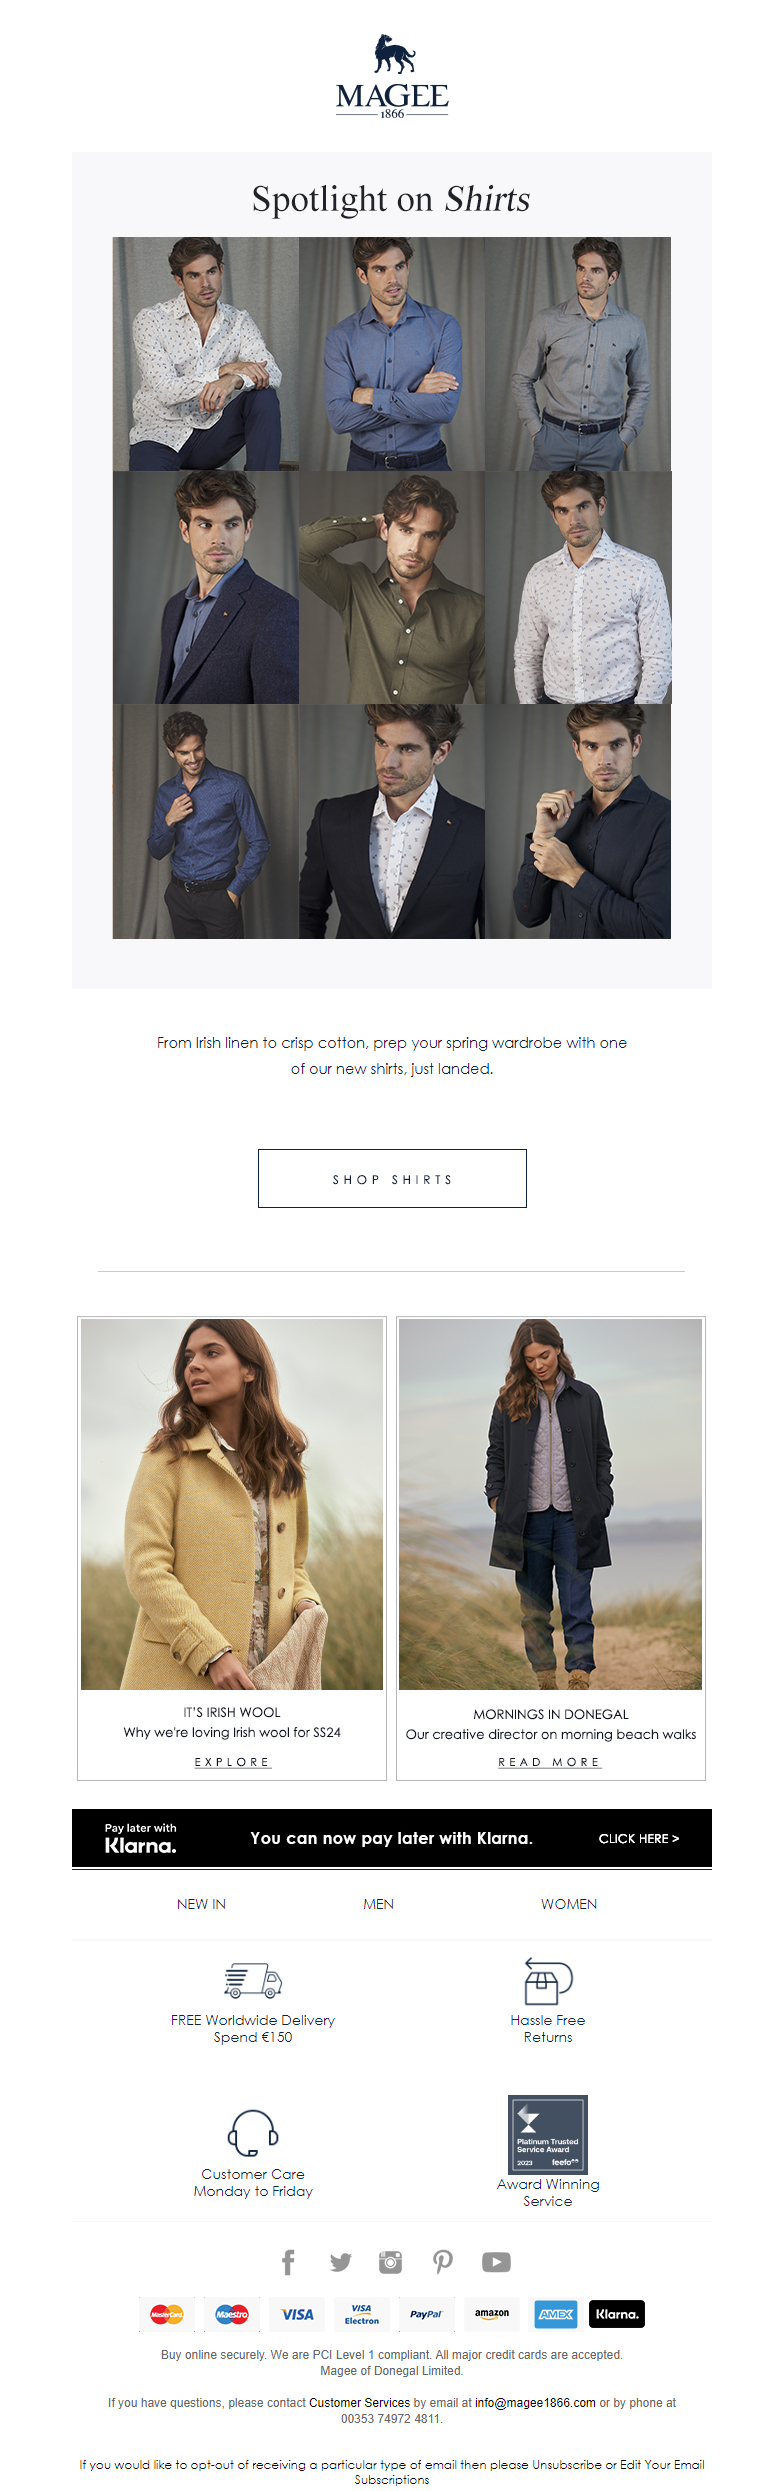 MAGEE
1866
Spotlight on Shirts
From Irish linen to crisp cotton, prep your spring wardrobe with one
of our new shirts, just landed.
SHOP SHIRTS
IT'S IRISH WOOL
Why we're loving Irish wool for SS24
EXPLORE
MORNINGS IN DONEGAL
Our creative director on morning beach walks
READ MORE
Pay later with
Klarna.
You can now pay later with Klarna.
CLICK HERE >
NEW IN
MEN
WOMEN
FREE Worldwide Delivery
Spend €150
Hassle Free
Returns
Customer Care
Monday to Friday
Platinum Trusted
Service Award
2023 feefo
Award Winning
Service
MasterCard
Maestro
VISA
VISA
Electron
PayPal
amazon
AMEX
Klarna.
Buy online securely. We are PCI Level 1 compliant. All major credit cards are accepted.
Magee of Donegal Limited.
If you have questions, please contact Customer Services by email at info@magee1866.com or by phone at
00353 74972 4811.
If you would like to opt-out of receiving a particular type of email then please Unsubscribe or Edit Your Email
Subscriptions